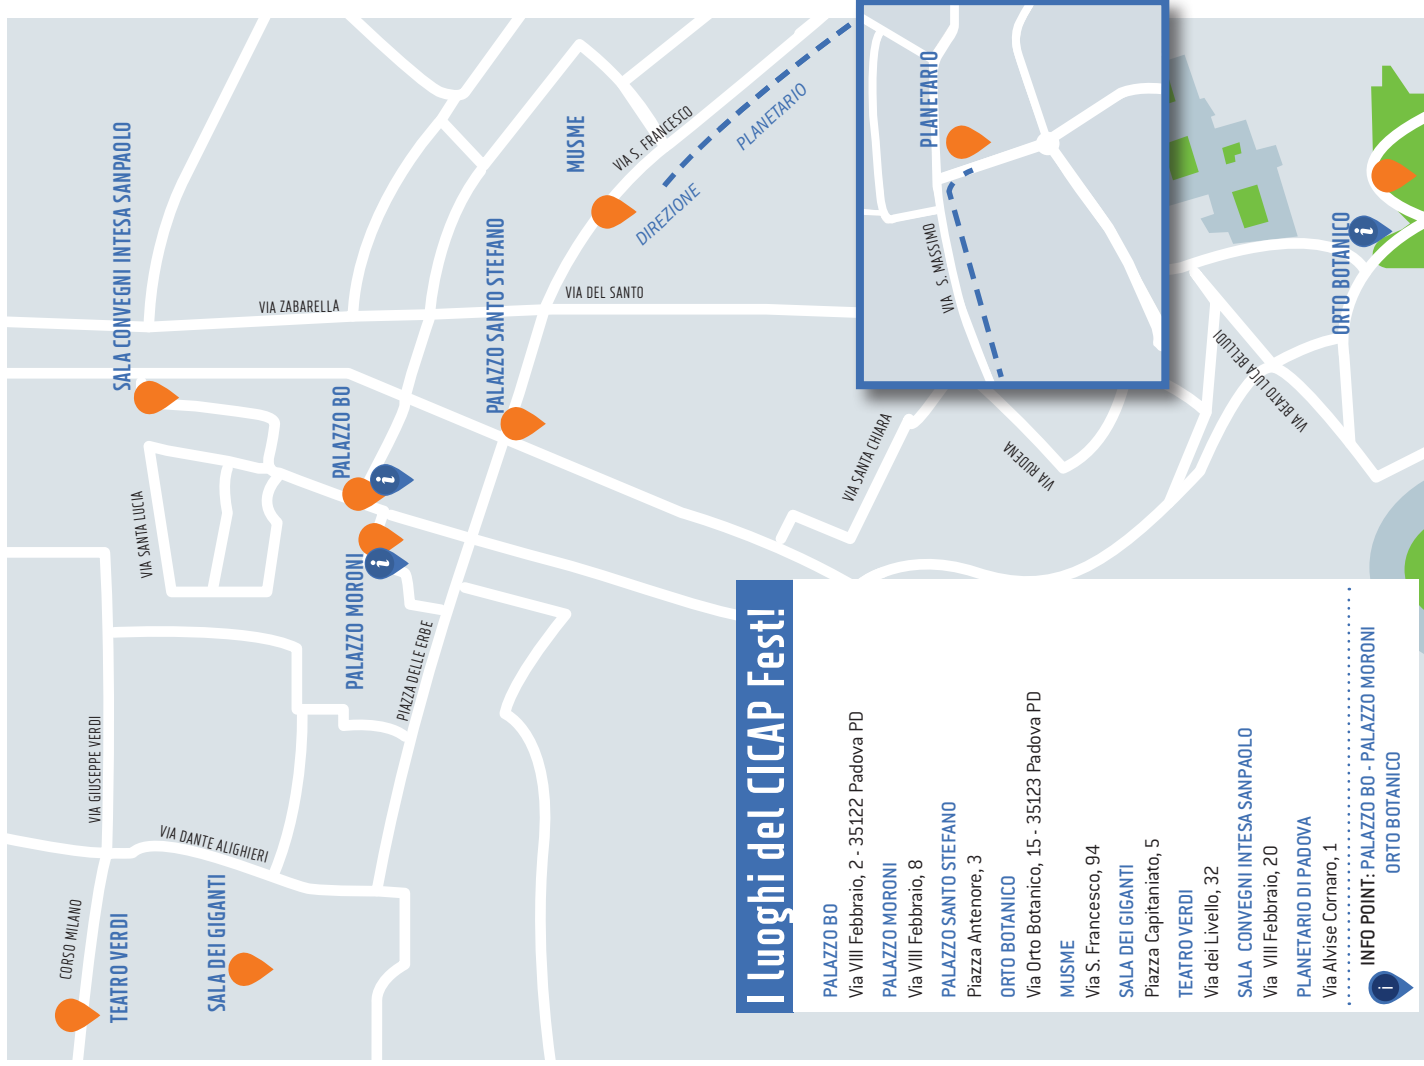 CORSO MILANO
TEATRO VERDI
SALA DEI GIGANTI
VIA DANTE ALIGHIERI
VIA GIUSEPPE VERDI
VIA SANTA LUCIA
SALA CONVEGNI INTESA SANPAOLO
VIA ZABARELLA
PALAZZO BO
i
PALAZZO MORONI
i
PIAZZA DELLE ERBE
PALAZZO SANTO STEFANO
MUSME
VIA S. FRANCESCO
DIREZIONE
PLANETARIO
VIA DEL SANTO
PLANETARIO
VIA S. MASSIMO
VIA SANTA CHIARA
VIA RUDENA
VIA BEATO LUCA BELLUDI
ORTO BOTANICO
i
I luoghi del CICAP Fest!
PALAZZO BO
Via VIII Febbraio, 2 - 35122 Padova PD
PALAZZO MORONI
Via VIII Febbraio, 8
PALAZZO SANTO STEFANO
Piazza Antenore, 3
ORTO BOTANICO
Via Orto Botanico, 15 - 35123 Padova PD
MUSME
Via S. Francesco, 94
SALA DEI GIGANTI
Piazza Capitaniato, 5
TEATRO VERDI
Via dei Livello, 32
SALA CONVEGNI INTESA SANPAOLO
Via VIII Febbraio, 20
PLANETARIO DI PADOVA
Via Alvise Cornaro, 1
i
INFO POINT: PALAZZO BO - PALAZZO MORONI
ORTO BOTANICO